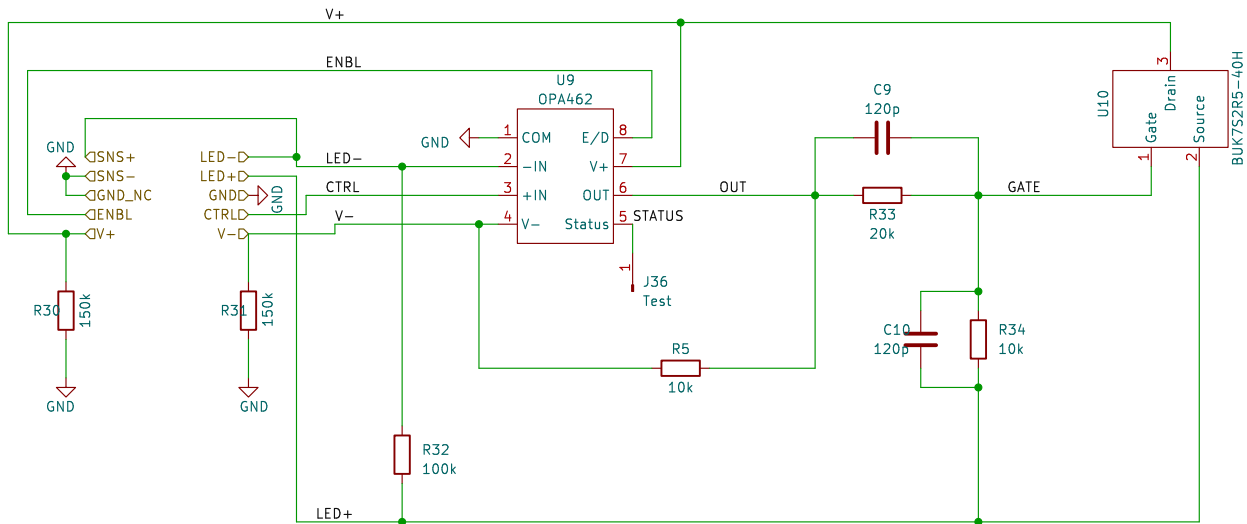 V+
ENBL
U9
OPA462
GND
COM
-IN
+IN
V-
E/D
V+
OUT
Status
1
2
3
4
8
7
6
5
STATUS
J36
Test
1
GND
SNS+
SNS-
GND_NC
ENBL
V+
LED-
LED+
GND
CTRL
V-
GND
LED-
CTRL
V-
R30
150k
GND
R31
150k
GND
R32
100k
LED+
R5
10k
OUT
C9
120p
R33
20k
GATE
C10
120p
R34
10k
U10
BUK7S2R5-40H
Drain
Gate
Source
3
1
2